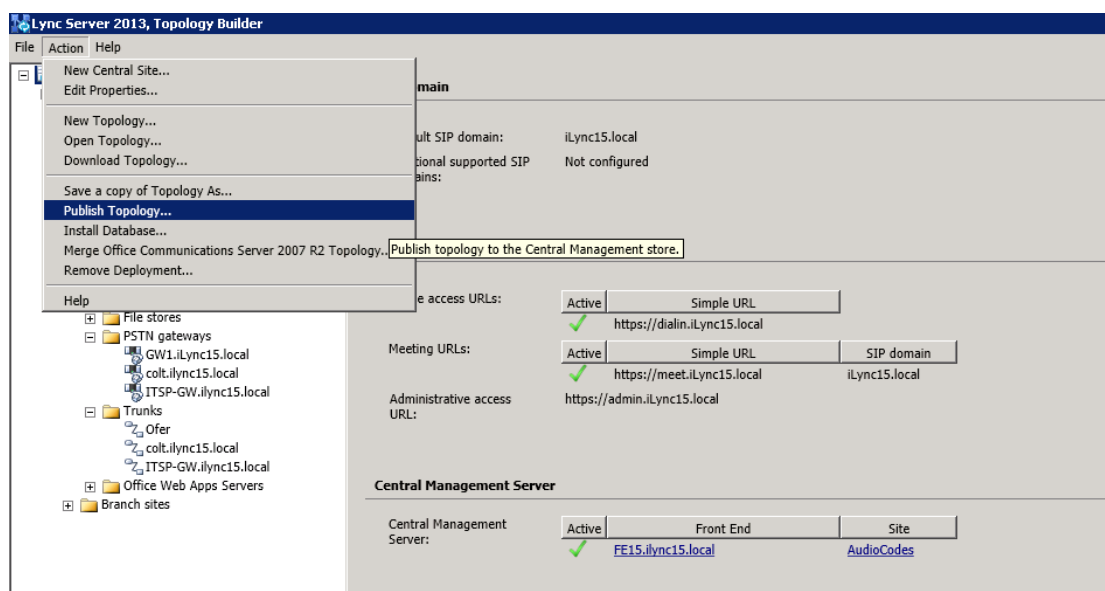 Lync Server 2013, Topology Builder
File Action Help
New Central Site...
Edit Properties...
New Topology...
Open Topology...
Download Topology...
Save a copy of Topology As...
Publish Topology...
Install Database...
Merge Office Communications Server 2007 R2 Topology..
Remove Deployment...
Help
Publish topology to the Central Management store.
File stores
PSTN gateways
GW1.iLync15.local
colt.ilync15.local
ITSP-GW.ilync15.local
Trunks
Ofer
colt.ilync15.local
ITSP-GW.ilync15.local
Office Web Apps Servers
Branch sites
main
ult SIP domain: iLync15.local
tional supported SIP Not configured
ains:
e access URLs: Active Simple URL
https://dialin.iLync15.local
Meeting URLs: Active Simple URL SIP domain
https://meet.iLync15.local iLync15.local
Administrative access https://admin.iLync15.local
URL:
Central Management Server
Central Management Active Front End Site
Server:
FE15.ilync15.local AudioCodes